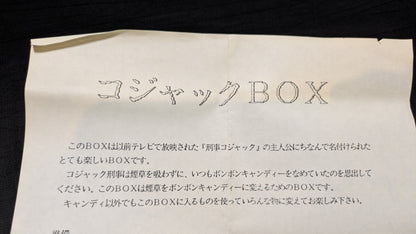 コジャックBOX
このBOXは以前テレビで放映された『刑事コジャック』の主人公にちなんで名付けられた
とても楽しいBOXです。
コジャック刑事は煙草を吸わずに、いつもボンボンキャンディーをなめていたのを思出して
ください。このBOXは煙草をボンボンキャンディーに変えるためのBOXです。
キャンディ以外でもこのBOXに入るものを使っていろんな物に変えてお楽しみ下さい。